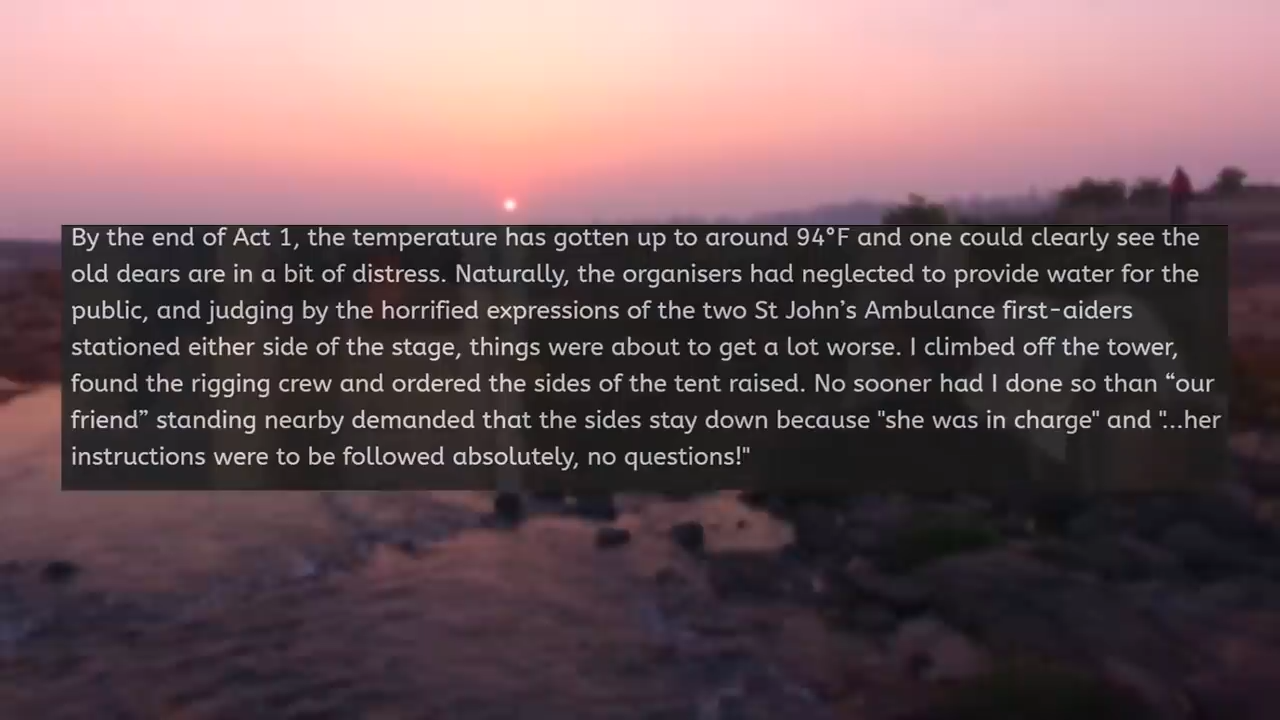 By the end of Act 1, the temperature has gotten up to around 94°F and one could clearly see the
old dears are in a bit of distress. Naturally, the organisers had neglected to provide water for the
public, and judging by the horrified expressions of the two St John’s Ambulance first-aiders
stationed either side of the stage, things were about to get a lot worse. I climbed off the tower,
found the rigging crew and ordered the sides of the tent raised. No sooner had I done so than “our
friend” standing nearby demanded that the sides stay down because "she was in charge" and "...her
instructions were to be followed absolutely, no questions!"